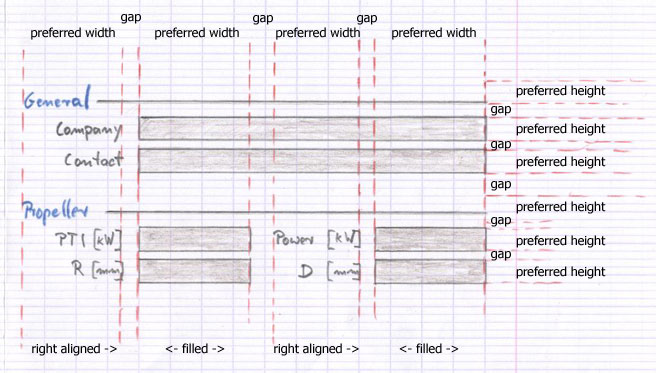 gap gap gap
preferred width preferred width preferred width preferred width
General preferred height
gap
Company preferred height
gap
Contact preferred height
gap
Propeller preferred height
gap
PTI [kW] Power [kW] preferred height
gap
R [mm] D [mm] preferred height
right aligned -> <- filled -> right aligned -> <- filled ->